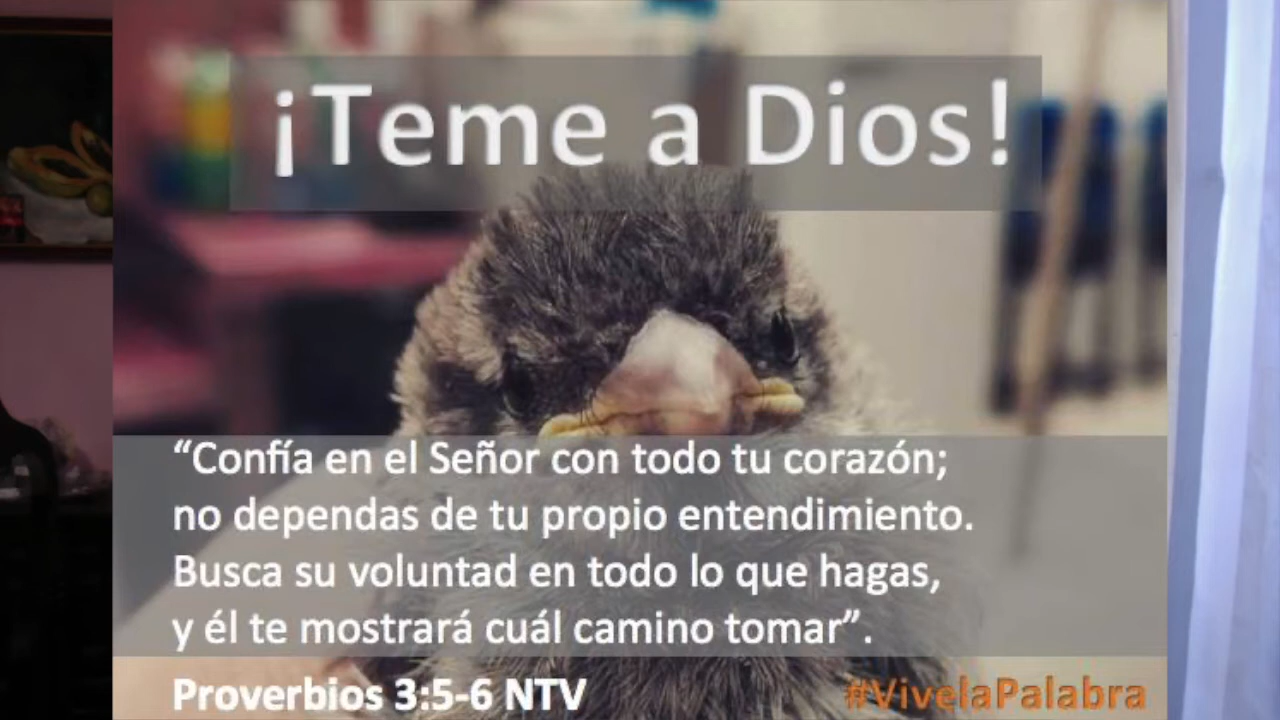 ¡Teme a Dios!
“Confía en el Señor con todo tu corazón;
no dependas de tu propio entendimiento.
Busca su voluntad en todo lo que hagas,
y él te mostrará cuál camino tomar”.
Proverbios 3:5-6 NTV
#VivelaPalabra